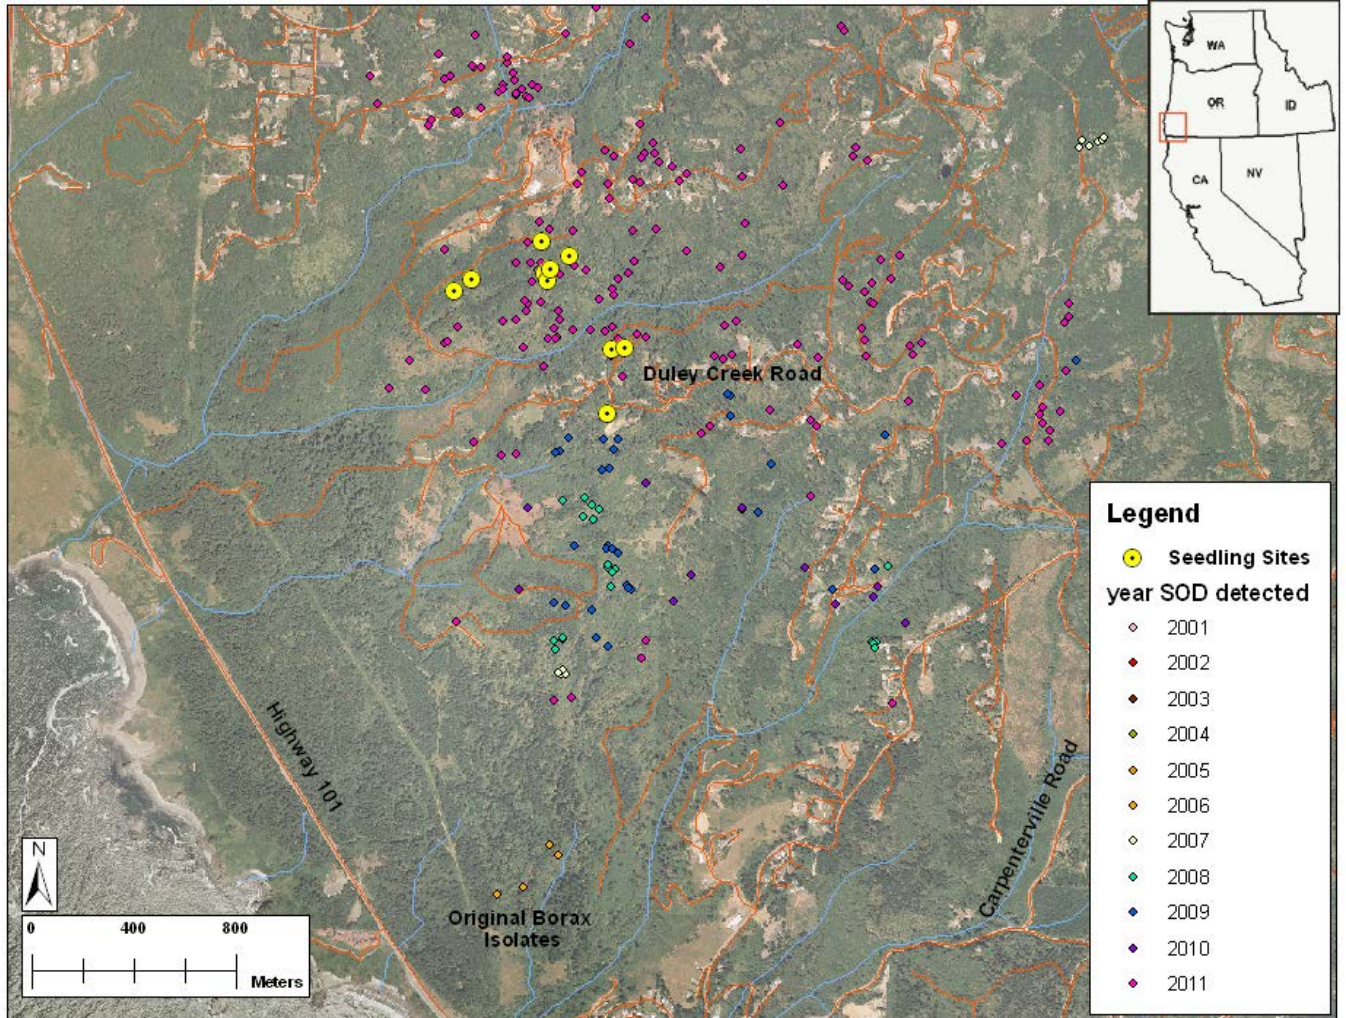 WA
OR
ID
CA
NV
Duley Creek Road
Legend
Seedling Sites
year SOD detected
2001
2002
2003
2004
2005
2006
2007
2008
2009
2010
2011
Highway 101
Carpenterville Road
Original Borax
Isolates
N
0 400 800
Meters